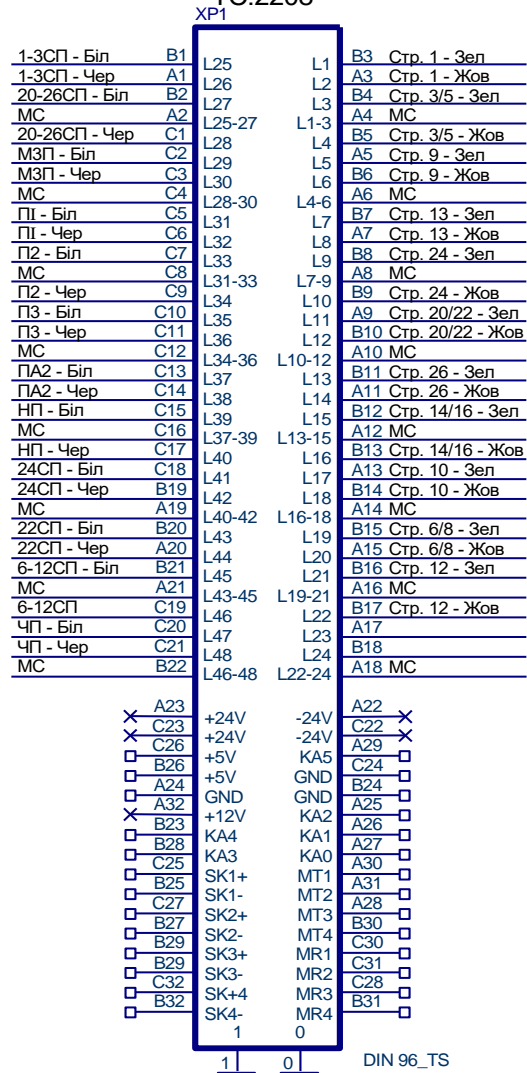 XP1
1-3СП - Біл B1 L25 L1 B3 Стр. 1 - Зел
1-3СП - Чер A1 L26 L2 A3 Стр. 1 - Жов
20-26СП - Біл B2 L27 L3 B4 Стр. 3/5 - Зел
МС A2 L25-27 L1-3 A4 МС
20-26СП - Чер C1 L28 L4 B5 Стр. 3/5 - Жов
МЗП - Біл C2 L29 L5 A5 Стр. 9 - Зел
МЗП - Чер C3 L30 L6 B6 Стр. 9 - Жов
МС C4 L28-30 L4-6 A6 МС
ПІ - Біл C5 L31 L7 B7 Стр. 13 - Зел
ПІ - Чер C6 L32 L8 A7 Стр. 13 - Жов
П2 - Біл C7 L33 L9 B8 Стр. 24 - Зел
МС C8 L31-33 L7-9 A8 МС
П2 - Чер C9 L34 L10 B9 Стр. 24 - Жов
П3 - Біл C10 L35 L11 A9 Стр. 20/22 - Зел
П3 - Чер C11 L36 L12 B10 Стр. 20/22 - Жов
МС C12 L34-36 L10-12 A10 МС
ПА2 - Біл C13 L37 L13 B11 Стр. 26 - Зел
ПА2 - Чер C14 L38 L14 A11 Стр. 26 - Жов
НП - Біл C15 L39 L15 B12 Стр. 14/16 - Зел
МС C16 L37-39 L13-15 A12 МС
НП - Чер C17 L40 L16 B13 Стр. 14/16 - Жов
24СП - Біл C18 L41 L17 A13 Стр. 10 - Зел
24СП - Чер B19 L42 L18 B14 Стр. 10 - Жов
МС A19 L40-42 L16-18 A14 МС
22СП - Біл B20 L43 L19 B15 Стр. 6/8 - Зел
22СП - Чер A20 L44 L20 A15 Стр. 6/8 - Жов
6-12СП - Біл B21 L45 L21 B16 Стр. 12 - Зел
МС A21 L43-45 L19-21 A16 МС
6-12СП C19 L46 L22 B17 Стр. 12 - Жов
ЧП - Біл C20 L47 L23 A17
ЧП - Чер C21 L48 L24 B18
МС B22 L46-48 L22-24 A18 МС
A23 +24V -24V A22
C23 +24V -24V C22
C26 +5V KA5 A29
B26 +5V GND C24
A24 GND GND B24
A32 +12V KA2 A25
B23 KA4 KA1 A26
B28 KA3 KA0 A27
C25 SK1+ MT1 A30
B25 SK1- MT2 A31
C27 SK2+ MT3 A28
B27 SK2- MT4 B30
B29 SK3+ MR1 C30
B29 SK3- MR2 C31
C32 SK+4 MR3 C28
B32 SK4- MR4 B31
1 0
1 0 DIN 96_TS